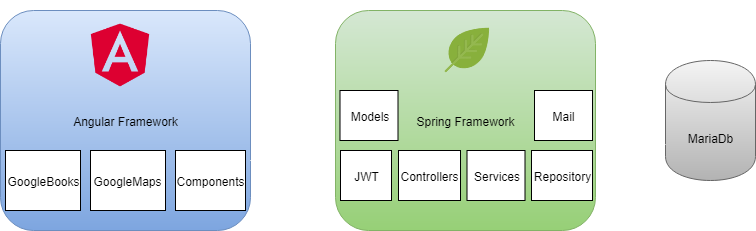 A
Angular Framework
GoogleBooks
GoogleMaps
Components
Models
Spring Framework
Mail
JWT
Controllers
Services
Repository
MariaDb